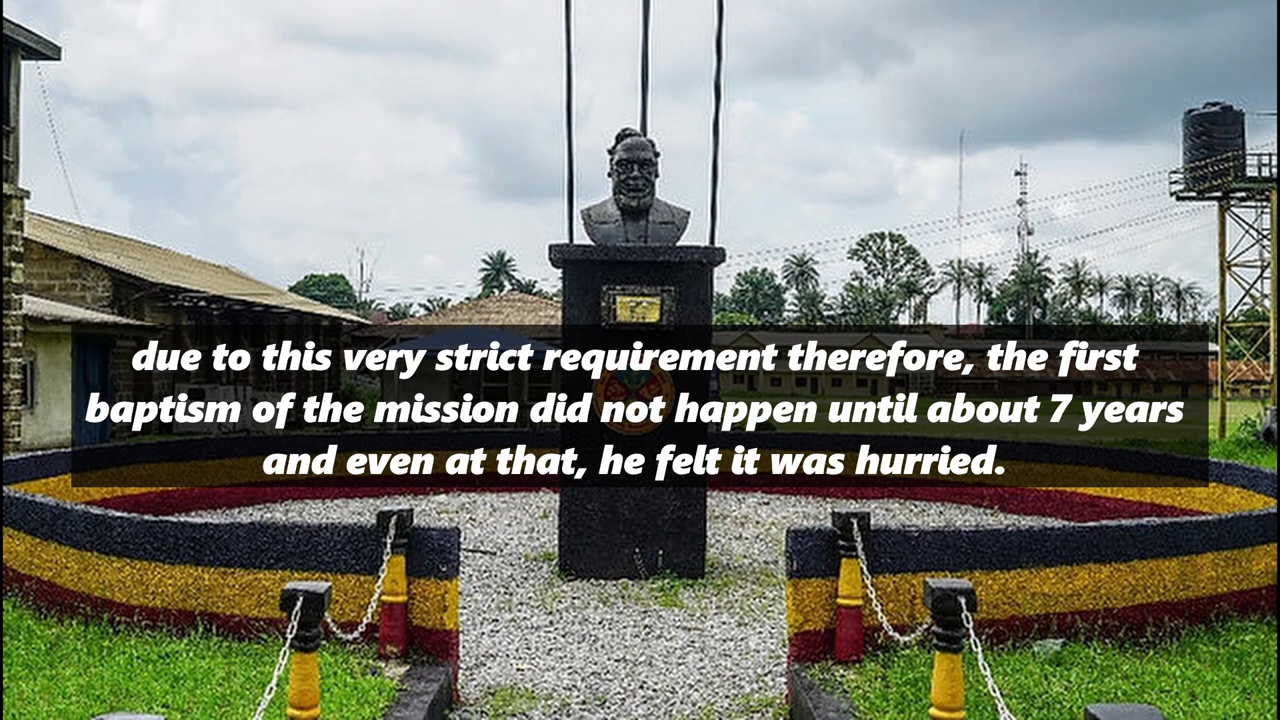 due to this very strict requirement therefore, the first
baptism of the mission did not happen until about 7 years
and even at that, he felt it was hurried.